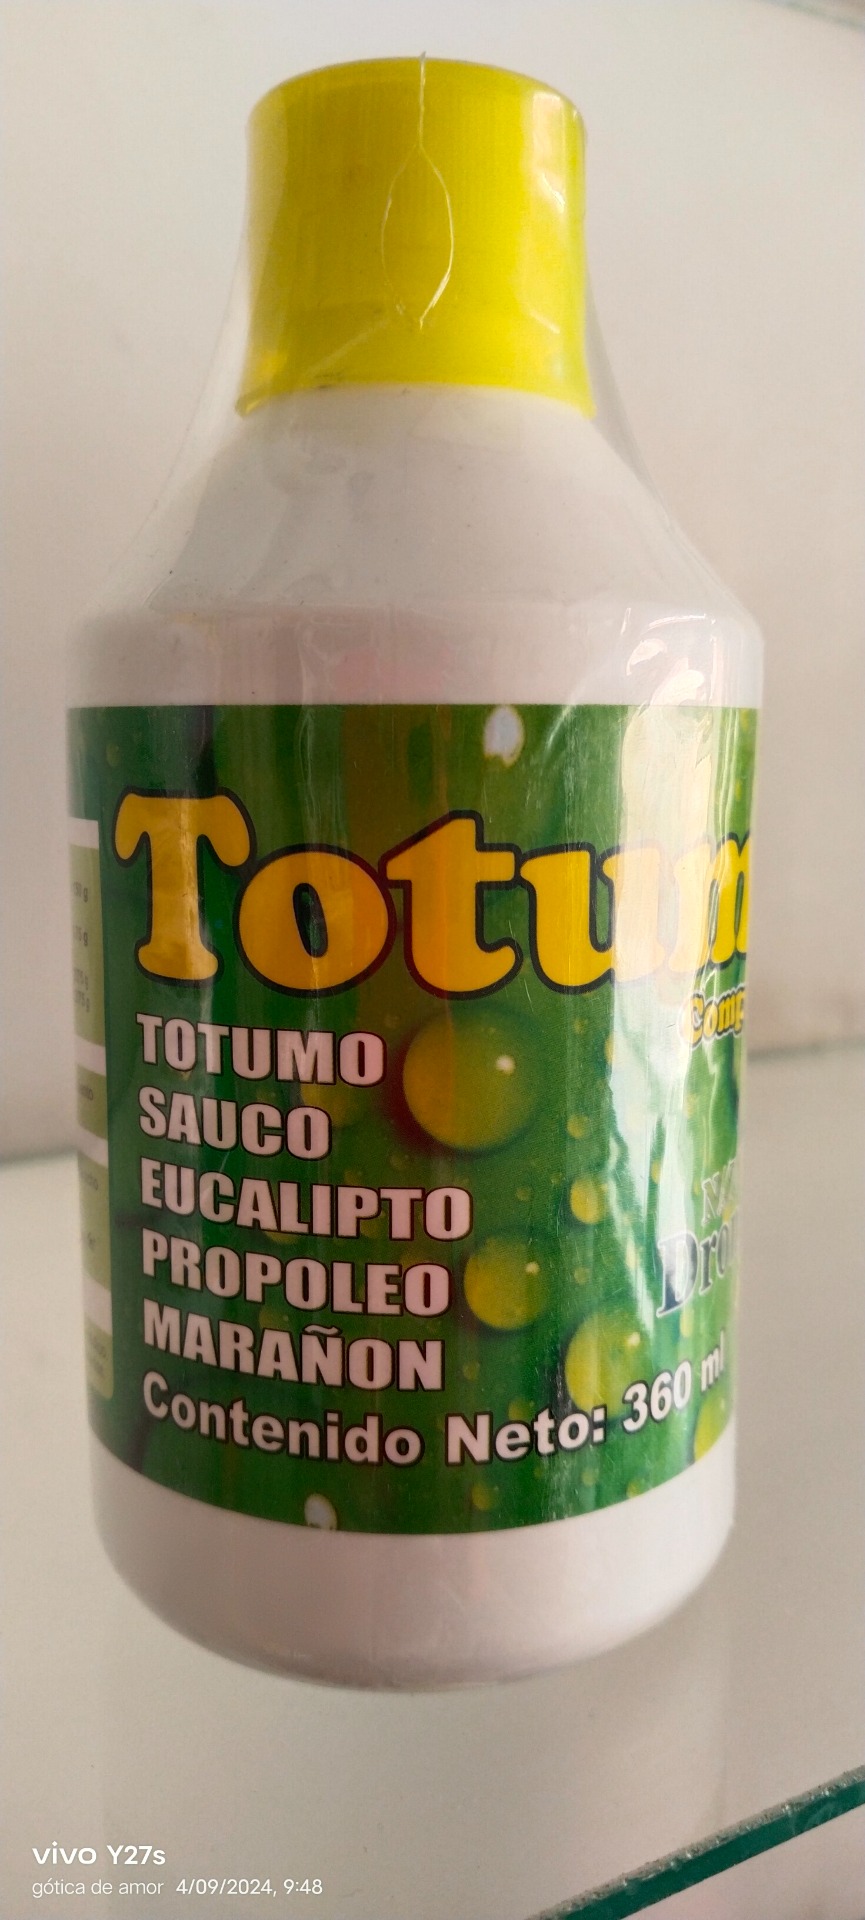 Totum
Comp
TOTUMO
SAUCO
EUCALIPTO
PROPOLEO
MARAÑON
Contenido Neto: 360 ml
vivo Y27s
gótica de amor 4/09/2024, 9:48